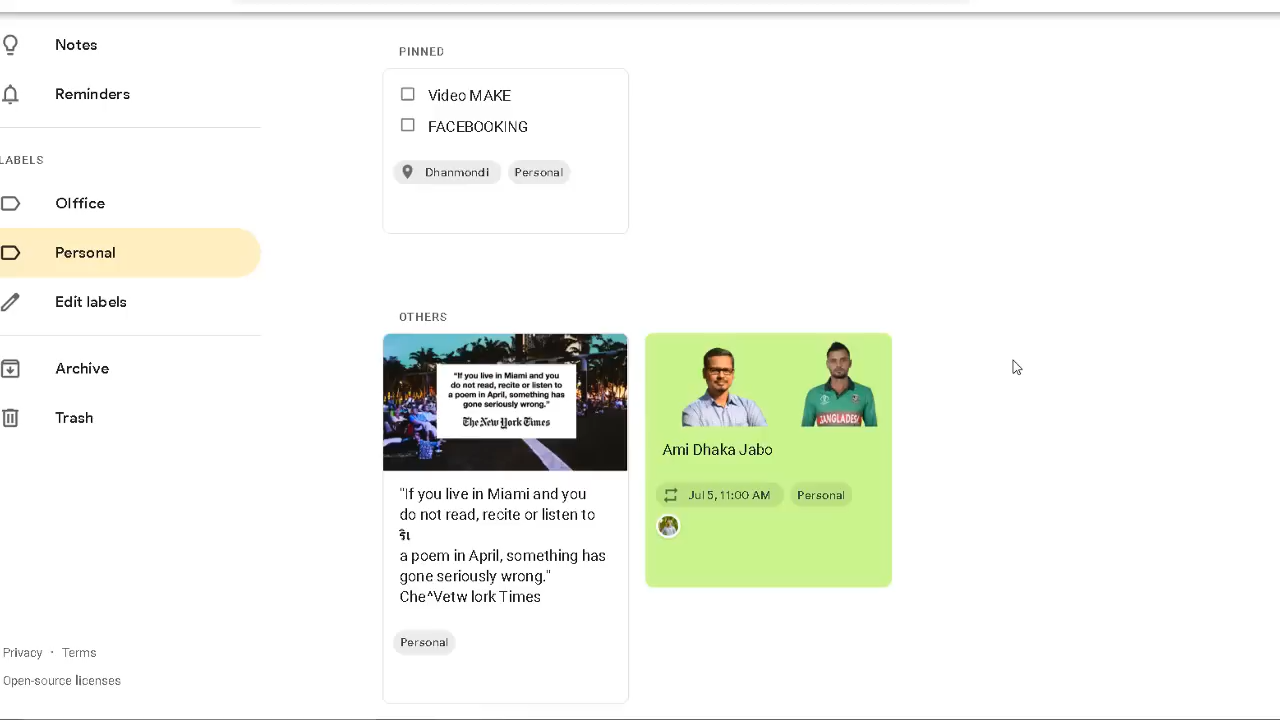 Notes
Reminders
LABELS
OIffice
Personal
Edit labels
Archive
Trash
Privacy · Terms
Open-source licenses
PINNED
Video MAKE
FACEBOOKING
Dhanmondi
Personal
OTHERS
"If you live in Miami and you
do not read, recite or listen to
a poem in April, something has
gone seriously wrong."
The New York Times
"If you live in Miami and you
do not read, recite or listen to
ริเ
a poem in April, something has
gone seriously wrong."
Che^Vetw lork Times
Personal
JANGLADES
Ami Dhaka Jabo
Jul 5, 11:00 AM
Personal